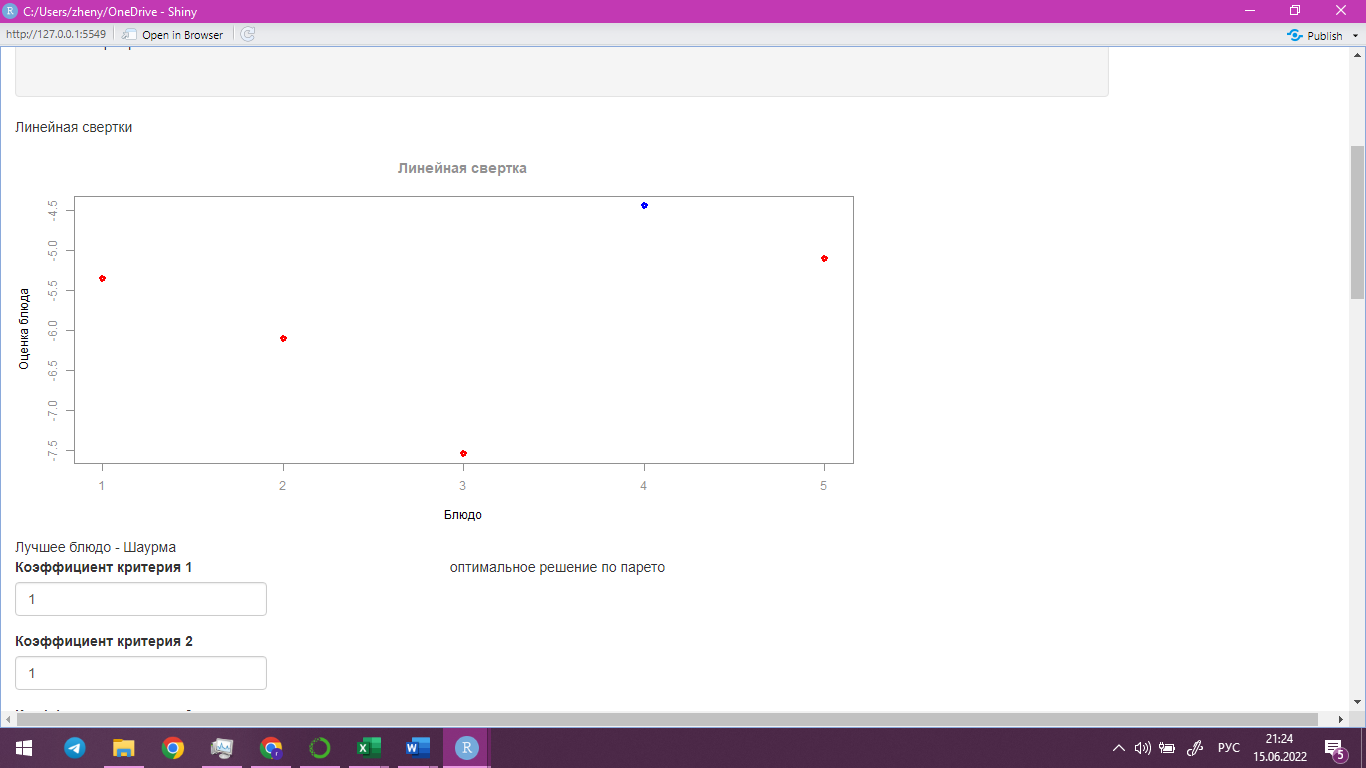 C:/Users/zheny/OneDrive - Shiny
http://127.0.0.1:5549 Open in Browser Publish
Линейная свертки
Линейная свертка
Оценка блюда
-4.5
-5.0
-5.5
-6.0
-6.5
-7.0
-7.5
1 2 3 4 5
Блюдо
Лучшее блюдо - Шаурма
Коэффициент критерия 1
оптимальное решение по парето
1
Коэффициент критерия 2
1
R
РУС
21:24
15.06.2022
5